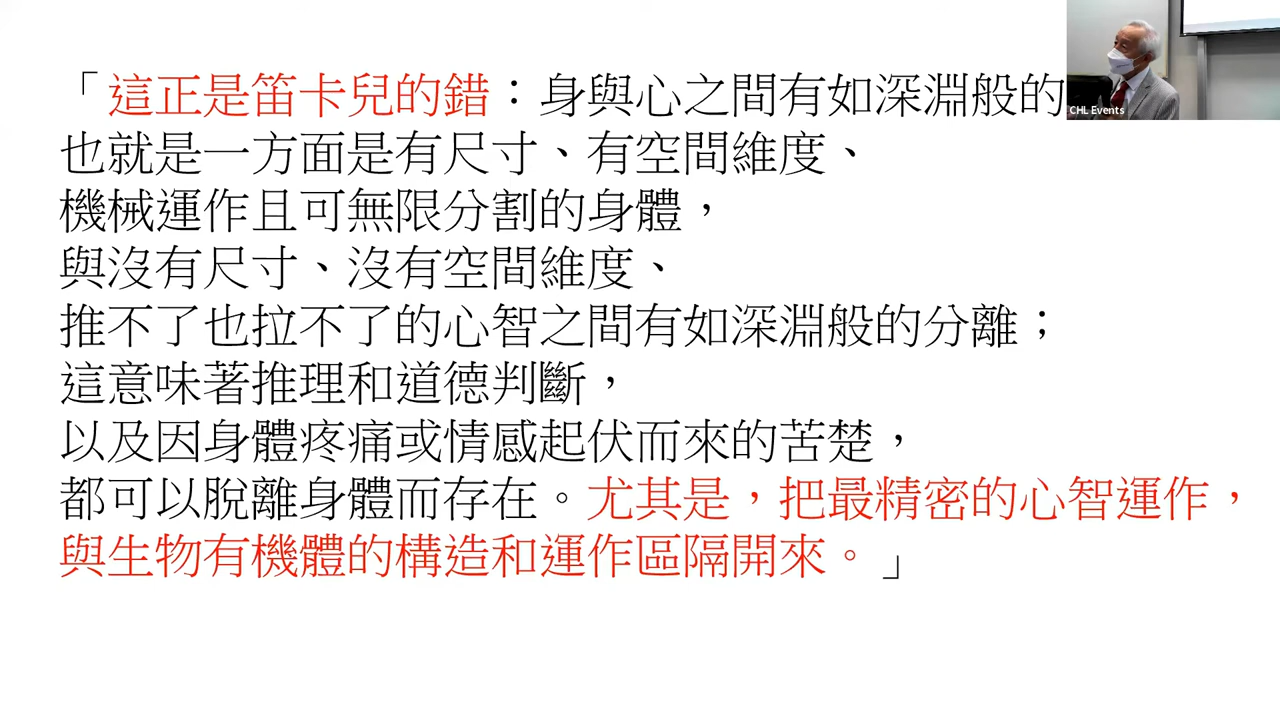 「這正是笛卡兒的錯：身與心之間有如深淵般的
也就是一方面是有尺寸、有空間維度、
機械運作且可無限分割的身體，
與沒有尺寸、沒有空間維度、
推不了也拉不了的心智之間有如深淵般的分離；
這意味著推理和道德判斷，
以及因身體疼痛或情感起伏而來的苦楚，
都可以脫離身體而存在。尤其是，把最精密的心智運作，
與生物有機體的構造和運作區隔開來。」
CHL Events